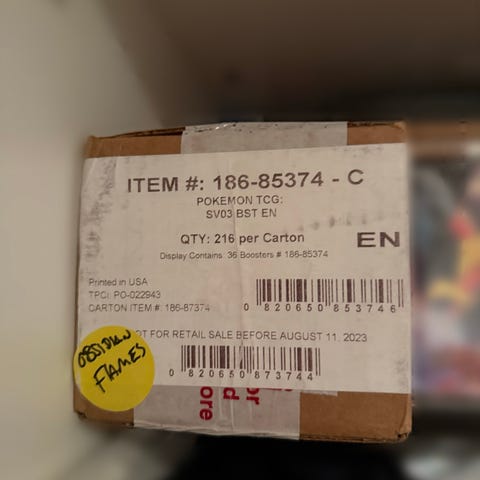 ITEM #: 186-85374 - C
POKEMON TCG:
SV03 BST EN
QTY: 216 per Carton
EN
Display Contains: 36 Boosters # 186-85374
Printed in USA
TPCi: PO-022943
CARTON ITEM #: 186-87374
0 820650 853746
OT FOR RETAIL SALE BEFORE AUGUST 11, 2023
OBSIDIAN
FLAMES
0 820650 873744
or
d
ore